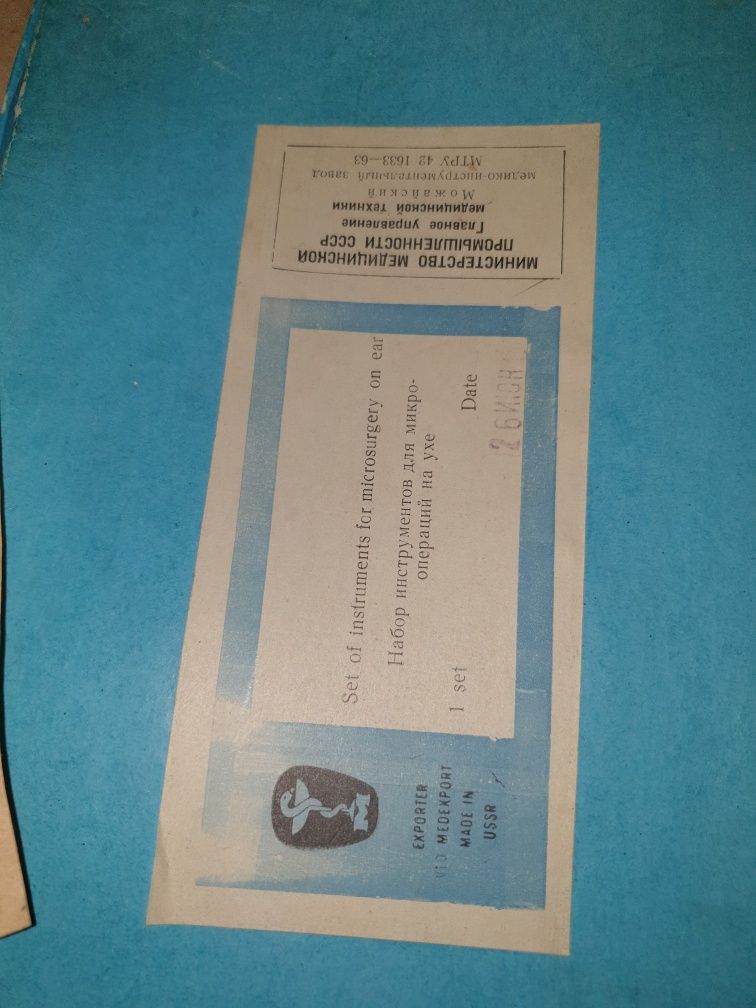 МИНИСТЕРСТВО МЕДИЦИНСКОЙ
ПРОМЫШЛЕННОСТИ СССР
Главное управление
медицинской техники
Можайский
медико-инструментальный завод
МТРУ 42 1633—63
Set of instruments for microsurgery on ear
Набор инструментов для микро-
операций на ухе
1 set Date
26 ИЮН
EXPORTER
V/O MEDEXPORT
MADE IN
USSR